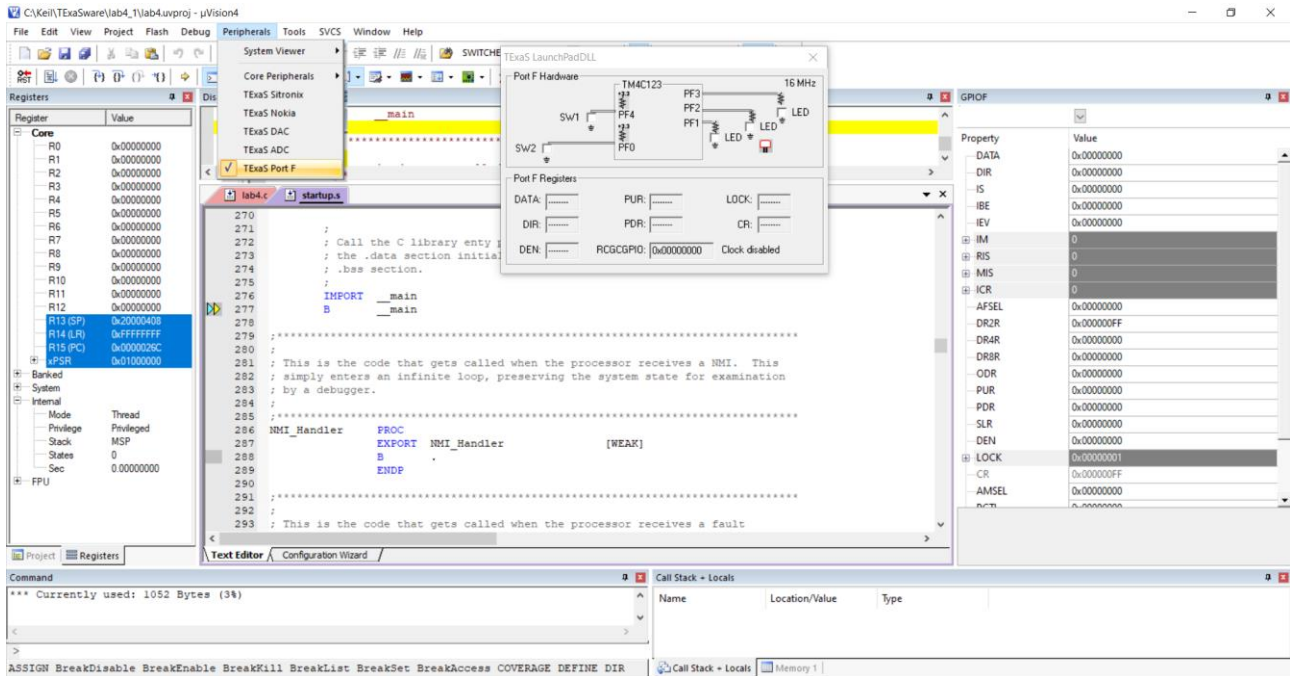 C:\Keil\TExaSware\lab4_1\lab4.uvproj - µVision4
File Edit View Project Flash Debug Peripherals Tools SVCS Window Help
System Viewer
Core Peripherals
TExaS Sitronix
TExaS Nokia
TExaS DAC
TExaS ADC
TExaS Port F
SWITCHE
RST
TExaS LaunchPadDLL
Port F Hardware
TM4C123
16 MHz
PF3
PF2
PF1
PF4
PF0
SW1
SW2
LED
LED
LED
Port F Registers
DATA: PUR: LOCK:
DIR: PDR: CR:
DEN: RCGCGPIO: 0x00000000 Clock disabled
Registers
Register Value
Core
R0 0x00000000
R1 0x00000000
R2 0x00000000
R3 0x00000000
R4 0x00000000
R5 0x00000000
R6 0x00000000
R7 0x00000000
R8 0x00000000
R9 0x00000000
R10 0x00000000
R11 0x00000000
R12 0x00000000
R13 (SP) 0x20000408
R14 (LR) 0xFFFFFFFF
R15 (PC) 0x0000026C
xPSR 0x01000000
Banked
System
Internal
Mode Thread
Privilege Privileged
Stack MSP
States 0
Sec 0.00000000
FPU
Project Registers
Dis
__main
lab4.c startup.s
270
271 ;
272 ; Call the C library enty p
273 ; the .data section initial
274 ; .bss section.
275 ;
276 IMPORT __main
277 B __main
278
279 ;******************************************************************************
280 ;
281 ; This is the code that gets called when the processor receives a NMI. This
282 ; simply enters an infinite loop, preserving the system state for examination
283 ; by a debugger.
284 ;
285 ;******************************************************************************
286 NMI_Handler PROC
287 EXPORT NMI_Handler [WEAK]
288 B .
289 ENDP
290
291 ;******************************************************************************
292 ;
293 ; This is the code that gets called when the processor receives a fault
Text Editor Configuration Wizard
GPIOF
Property Value
DATA 0x00000000
DIR 0x00000000
IS 0x00000000
IBE 0x00000000
IEV 0x00000000
IM 0
RIS 0
MIS 0
ICR 0
AFSEL 0x00000000
DR2R 0x000000FF
DR4R 0x00000000
DR8R 0x00000000
ODR 0x00000000
PUR 0x00000000
PDR 0x00000000
SLR 0x00000000
DEN 0x00000000
LOCK 0x00000001
CR 0x000000FF
AMSEL 0x00000000
Command
*** Currently used: 1052 Bytes (3%)
>
ASSIGN BreakDisable BreakEnable BreakKill BreakList BreakSet BreakAccess COVERAGE DEFINE DIR
Call Stack + Locals
Name Location/Value Type
Call Stack + Locals Memory 1